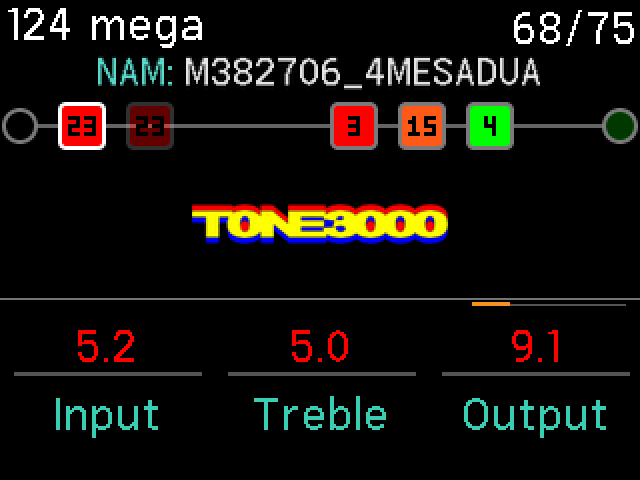 124 mega 68/75
NAM: M382706_4MESADUA
23 23 3 15 4
TONE3000
5.2 5.0 9.1
Input Treble Output